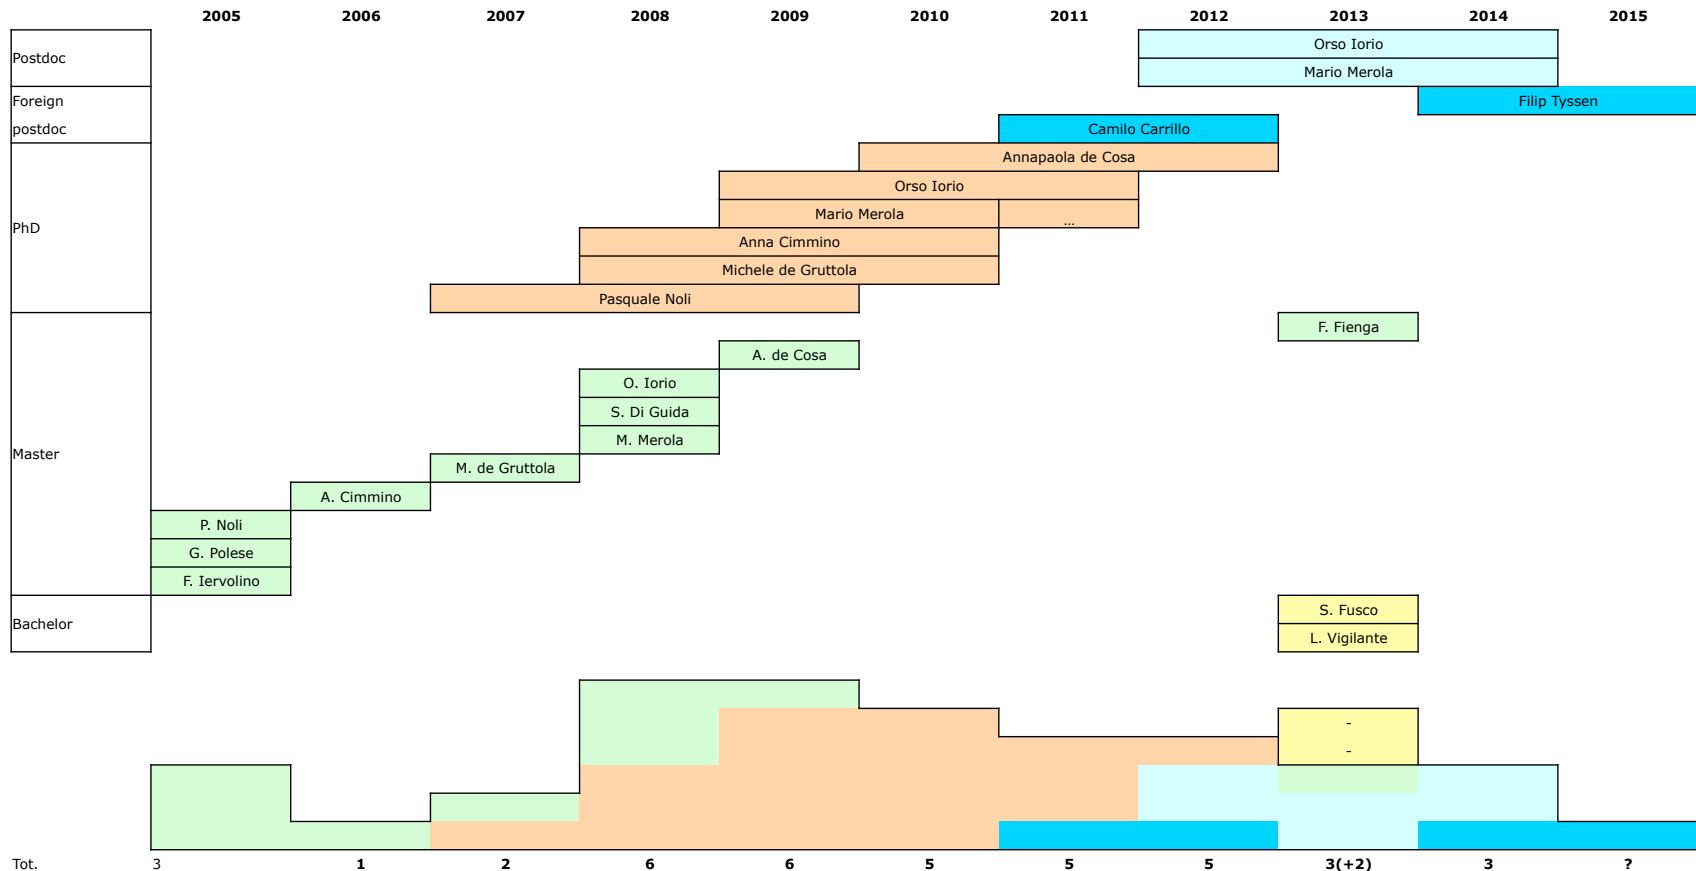 2005 2006 2007 2008 2009 2010 2011 2012 2013 2014 2015
Postdoc
Orso Iorio
Mario Merola
Foreign
postdoc
Filip Tyssen
Camilo Carrillo
PhD
Annapaola de Cosa
Orso Iorio
Mario Merola ...
Anna Cimmino
Michele de Gruttola
Pasquale Noli
Master
F. Fienga
A. de Cosa
O. Iorio
S. Di Guida
M. Merola
M. de Gruttola
A. Cimmino
P. Noli
G. Polese
F. Iervolino
Bachelor
S. Fusco
L. Vigilante
-
-
Tot. 3 1 2 6 6 5 5 5 3(+2) 3 ?